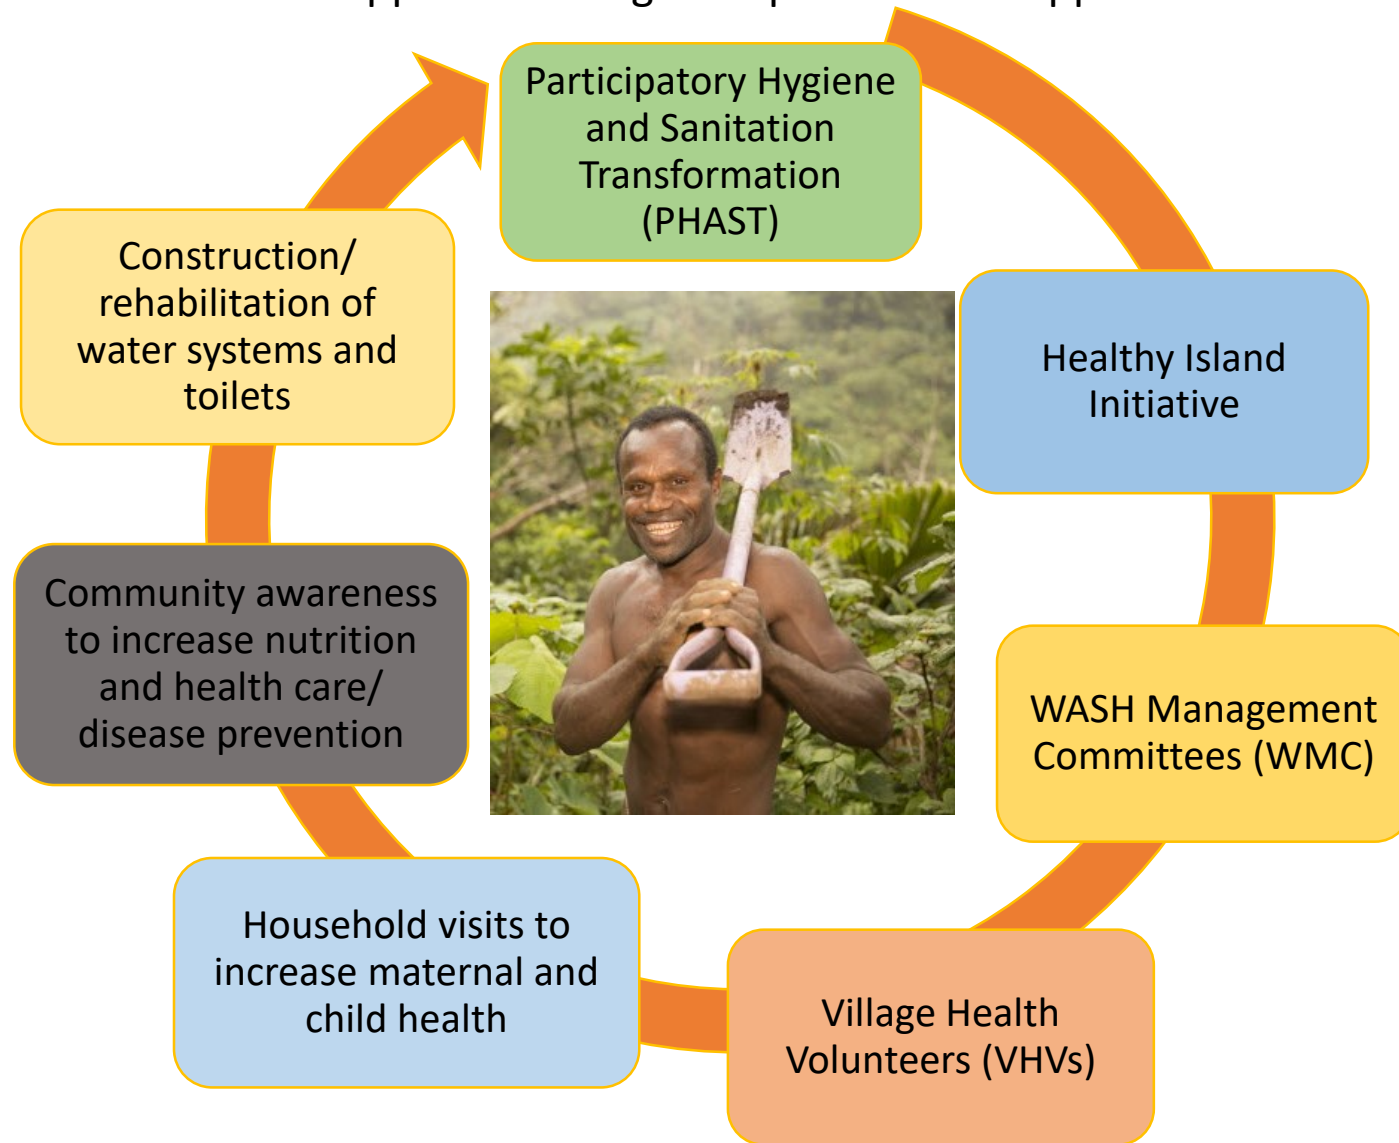 Participatory Hygiene
and Sanitation
Transformation
(PHAST)
Healthy Island
Initiative
WASH Management
Committees (WMC)
Village Health
Volunteers (VHVs)
Household visits to
increase maternal and
child health
Community awareness
to increase nutrition
and health care/
disease prevention
Construction/
rehabilitation of
water systems and
toilets